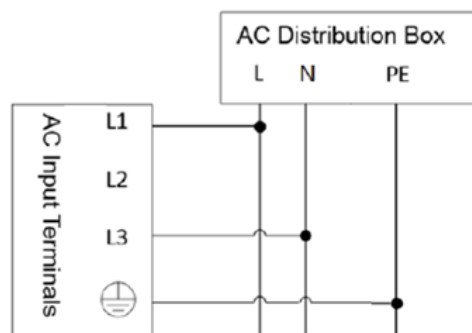 AC Distribution Box
L N PE
AC Input Terminals
L1
L2
L3